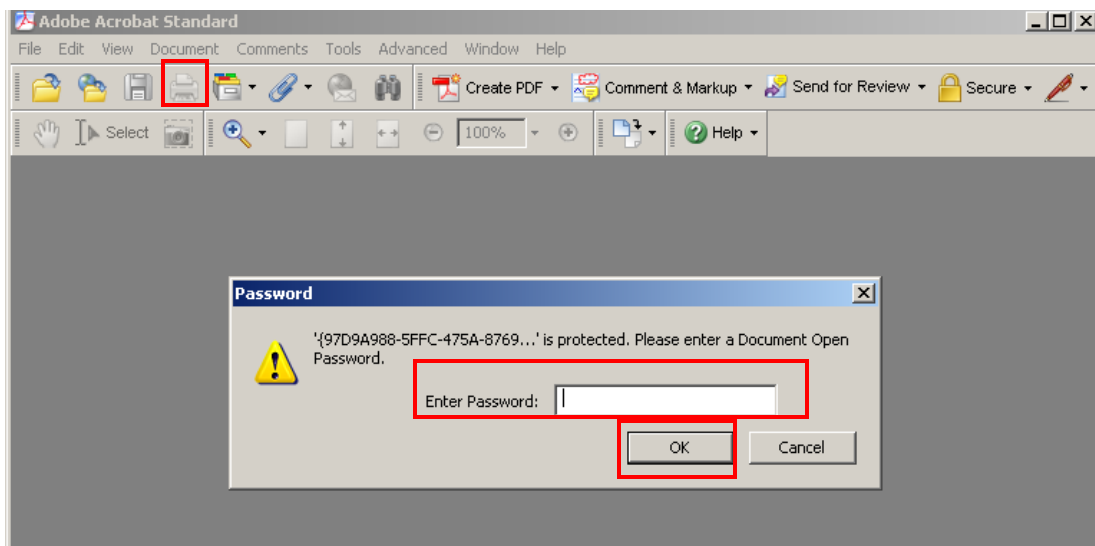 Adobe Acrobat Standard
File Edit View Document Comments Tools Advanced Window Help
Create PDF Comment & Markup Send for Review Secure
Select 100% Help
Password
'{97D9A988-5FFC-475A-8769...' is protected. Please enter a Document Open
Password.
Enter Password:
OK Cancel